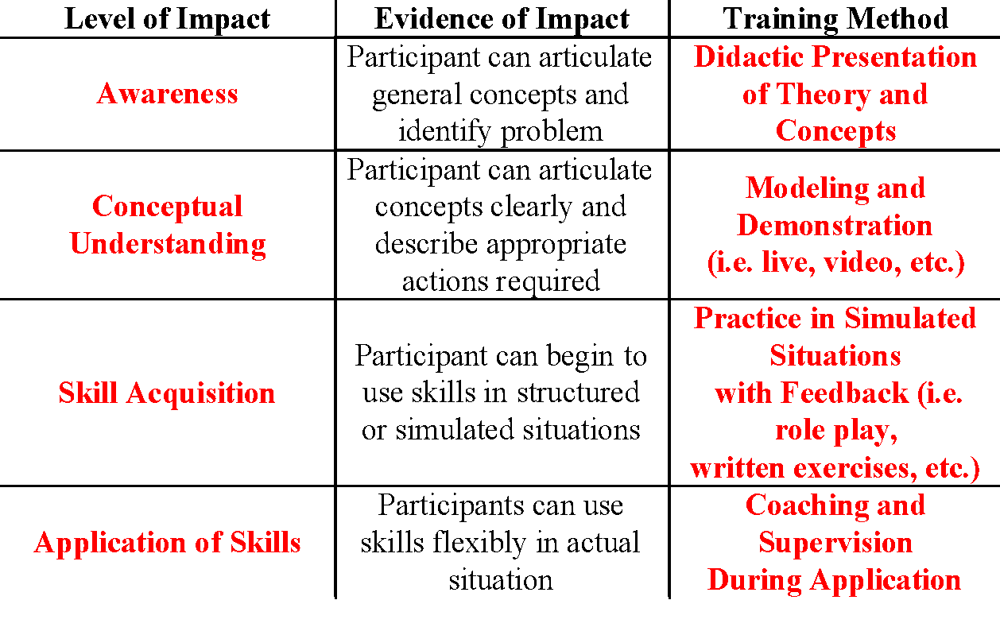 Level of Impact
Evidence of Impact
Training Method
Awareness
Participant can articulate
general concepts and
identify problem
Didactic Presentation
of Theory and
Concepts
Conceptual
Understanding
Participant can articulate
concepts clearly and
describe appropriate
actions required
Modeling and
Demonstration
(i.e. live, video, etc.)
Skill Acquisition
Participant can begin to
use skills in structured
or simulated situations
Practice in Simulated
Situations
with Feedback (i.e.
role play,
written exercises, etc.)
Application of Skills
Participants can use
skills flexibly in actual
situation
Coaching and
Supervision
During Application